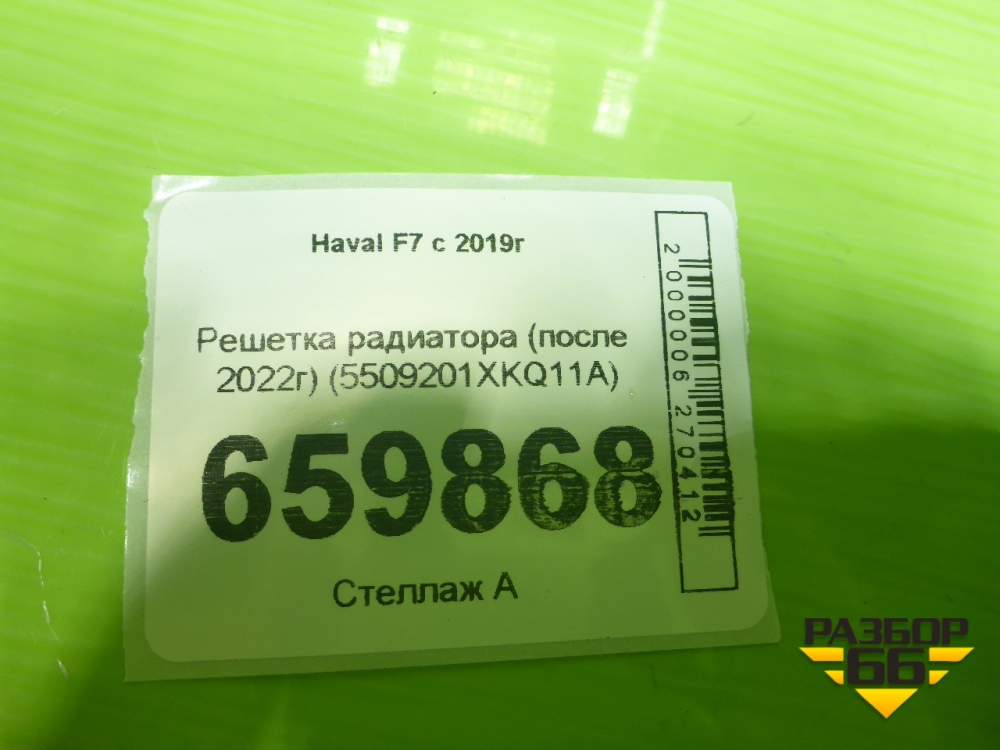 Haval F7 с 2019г
Решетка радиатора (после
2022г) (5509201XKQ11A)
659868
Стеллаж А
2000006270412
РАЗБОР
66